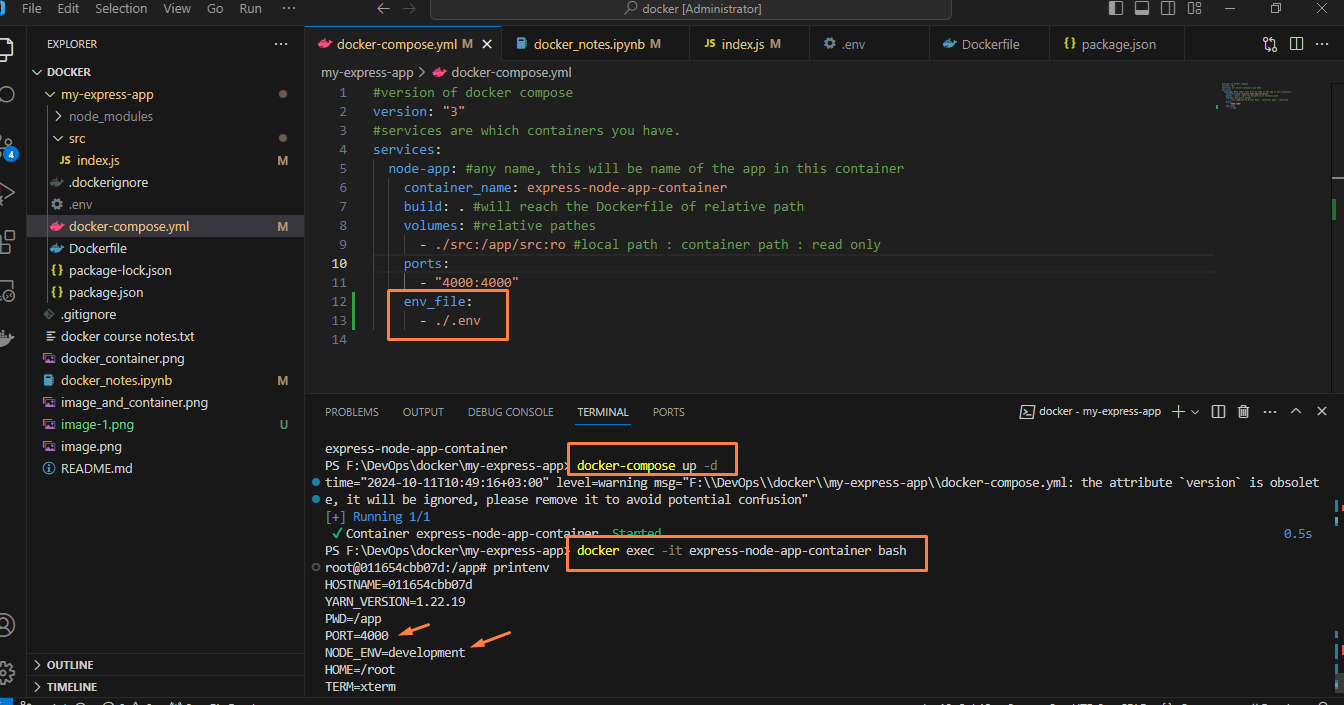 File Edit Selection View Go Run ··· docker [Administrator]
EXPLORER ···
DOCKER
my-express-app
node_modules
src
JS index.js M
.dockerignore
.env
docker-compose.yml M
Dockerfile
{} package-lock.json
{} package.json
.gitignore
docker course notes.txt
docker_container.png
docker_notes.ipynb M
image_and_container.png
image-1.png U
image.png
README.md
OUTLINE
TIMELINE
4
docker-compose.yml M docker_notes.ipynb M JS index.js M .env Dockerfile {} package.json
my-express-app > docker-compose.yml
1 #version of docker compose
2 version: "3"
3 #services are which containers you have.
4 services:
5 node-app: #any name, this will be name of the app in this container
6 container_name: express-node-app-container
7 build: . #will reach the Dockerfile of relative path
8 volumes: #relative pathes
9 - ./src:/app/src:ro #local path : container path : read only
10 ports:
11 - "4000:4000"
12 env_file:
13 - ./.env
14
PROBLEMS OUTPUT DEBUG CONSOLE TERMINAL PORTS docker - my-express-app
express-node-app-container
PS F:\DevOps\docker\my-express-app> docker-compose up -d
time="2024-10-11T10:49:16+03:00" level=warning msg="F:\\DevOps\\docker\\my-express-app\\docker-compose.yml: the attribute `version` is obsolet
e, it will be ignored, please remove it to avoid potential confusion"
[+] Running 1/1
✓Container express-node-app-container Started 0.5s
PS F:\DevOps\docker\my-express-app> docker exec -it express-node-app-container bash
root@011654cbb07d:/app# printenv
HOSTNAME=011654cbb07d
YARN_VERSION=1.22.19
PWD=/app
PORT=4000
NODE_ENV=development
HOME=/root
TERM=xterm